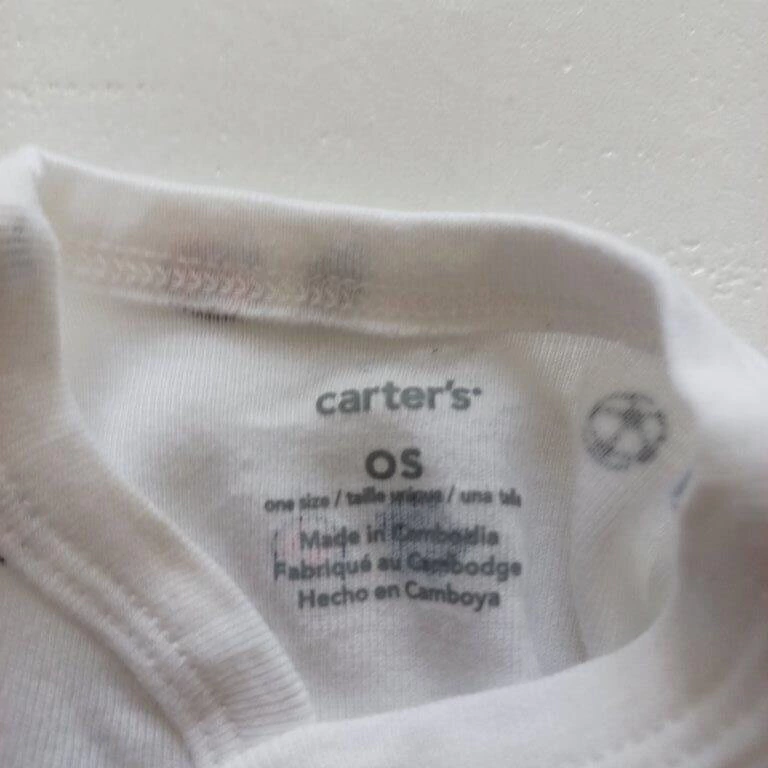 carter's
OS
one size / taille unique / una talla
Made in Cambodia
Fabriqué au Cambodge
Hecho en Camboya